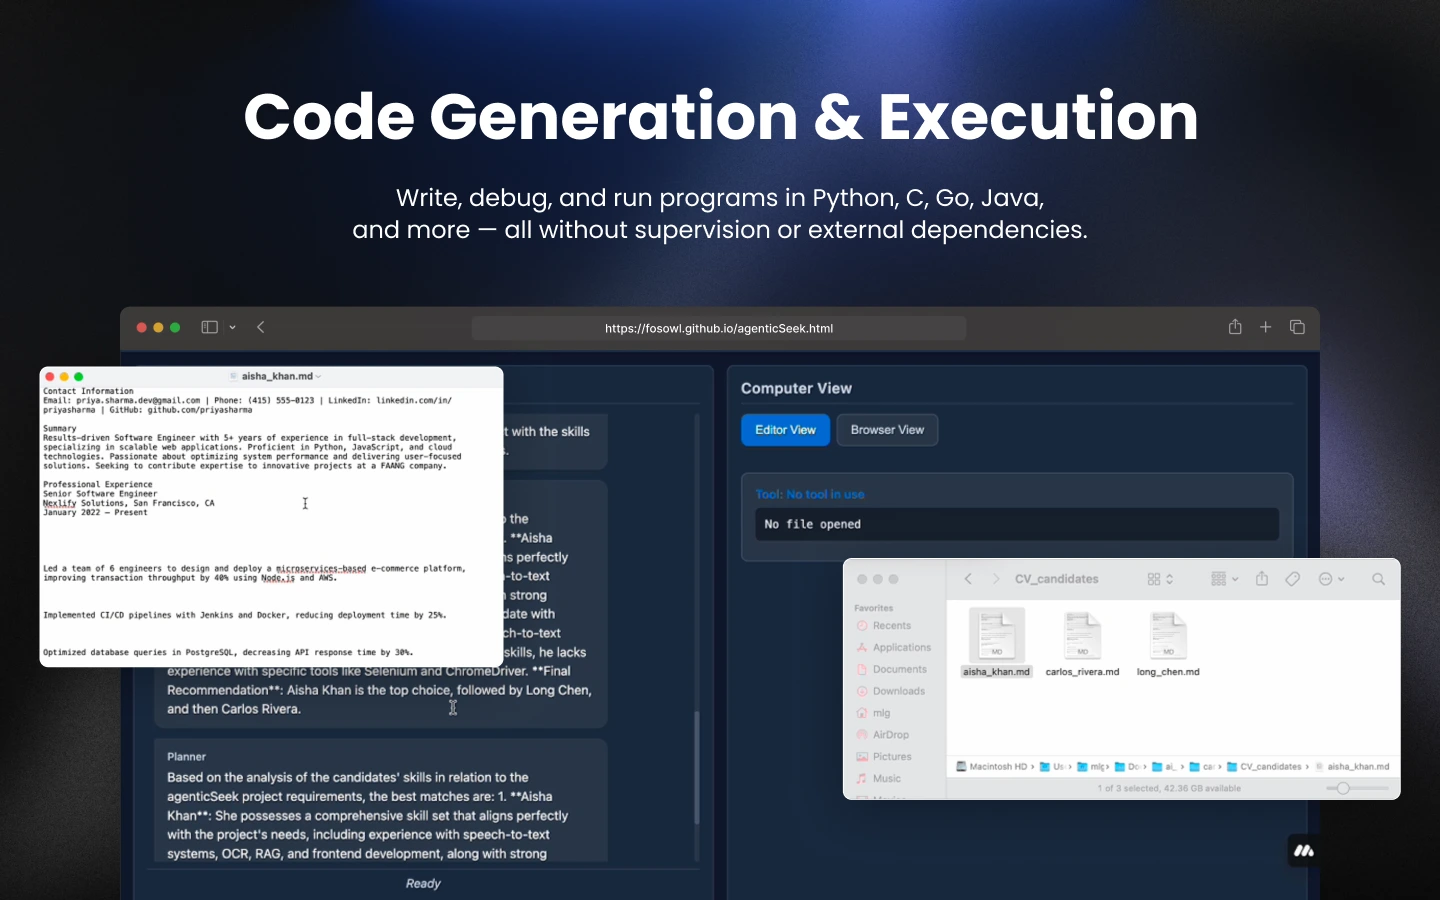 Code Generation & Execution
Write, debug, and run programs in Python, C, Go, Java,
and more — all without supervision or external dependencies.
https://fosowl.github.io/agenticSeek.html
aisha_khan.md
Contact Information
Email: priya.sharma.dev@gmail.com | Phone: (415) 555-0123 | LinkedIn: linkedin.com/in/
priyasharma | GitHub: github.com/priyasharma
Summary
Results-driven Software Engineer with 5+ years of experience in full-stack development,
specializing in scalable web applications. Proficient in Python, JavaScript, and cloud
technologies. Passionate about optimizing system performance and delivering user-focused
solutions. Seeking to contribute expertise to innovative projects at a FAANG company.
Professional Experience
Senior Software Engineer
Nexlify Solutions, San Francisco, CA
January 2022 – Present
Led a team of 6 engineers to design and deploy a microservices-based e-commerce platform,
improving transaction throughput by 40% using Node.js and AWS.
Implemented CI/CD pipelines with Jenkins and Docker, reducing deployment time by 25%.
Optimized database queries in PostgreSQL, decreasing API response time by 30%.
t with the skills
s.
o the
. **Aisha
ns perfectly
-to-text
strong
date with
ch-to-text
skills, he lacks
experience with specific tools like Selenium and ChromeDriver. **Final
Recommendation**: Aisha Khan is the top choice, followed by Long Chen,
and then Carlos Rivera.
Planner
Based on the analysis of the candidates' skills in relation to the
agenticSeek project requirements, the best matches are: 1. **Aisha
Khan**: She possesses a comprehensive skill set that aligns perfectly
with the project's needs, including experience with speech-to-text
systems, OCR, RAG, and frontend development, along with strong
Ready
Computer View
Editor View
Browser View
Tool: No tool in use
No file opened
CV_candidates
Favorites
Recents
Applications
Documents
Downloads
mlg
AirDrop
Pictures
Music
MD
MD
MD
aisha_khan.md
carlos_rivera.md
long_chen.md
Macintosh HD › Us › mlg › Do › ai_ › ca › CV_candidates › aisha_khan.md
1 of 3 selected, 42.36 GB available